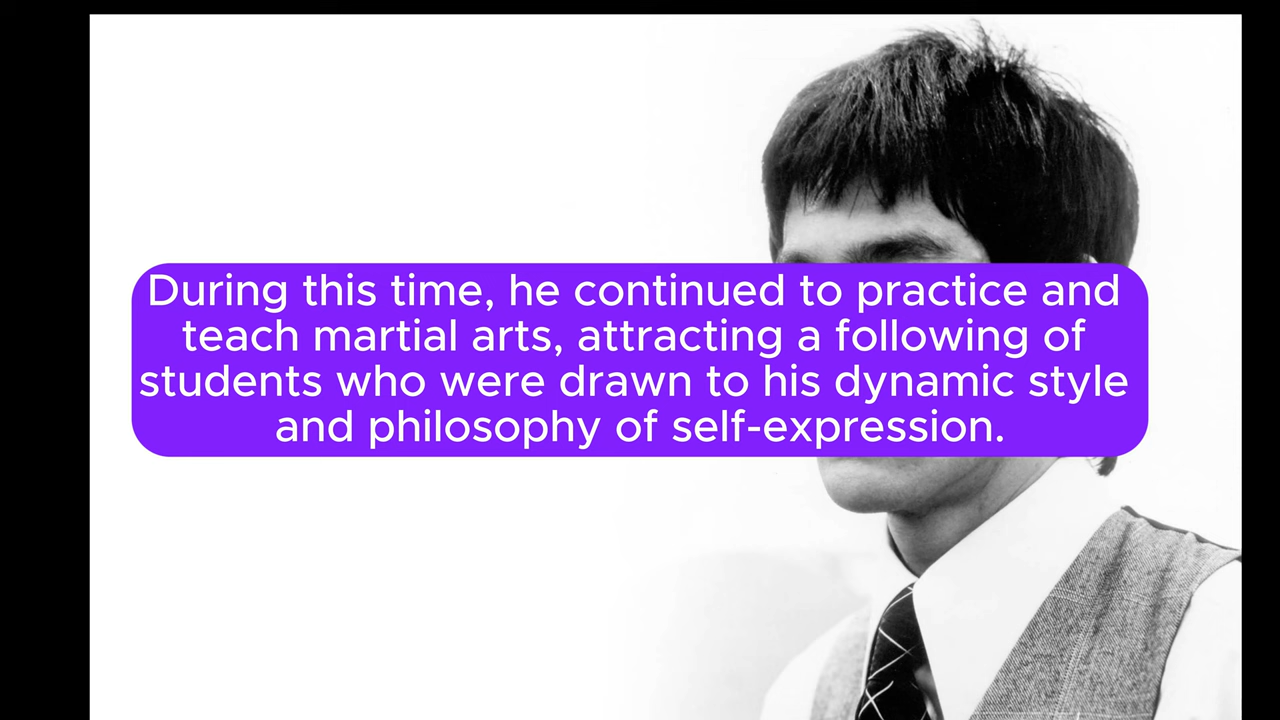 During this time, he continued to practice and
teach martial arts, attracting a following of
students who were drawn to his dynamic style
and philosophy of self-expression.